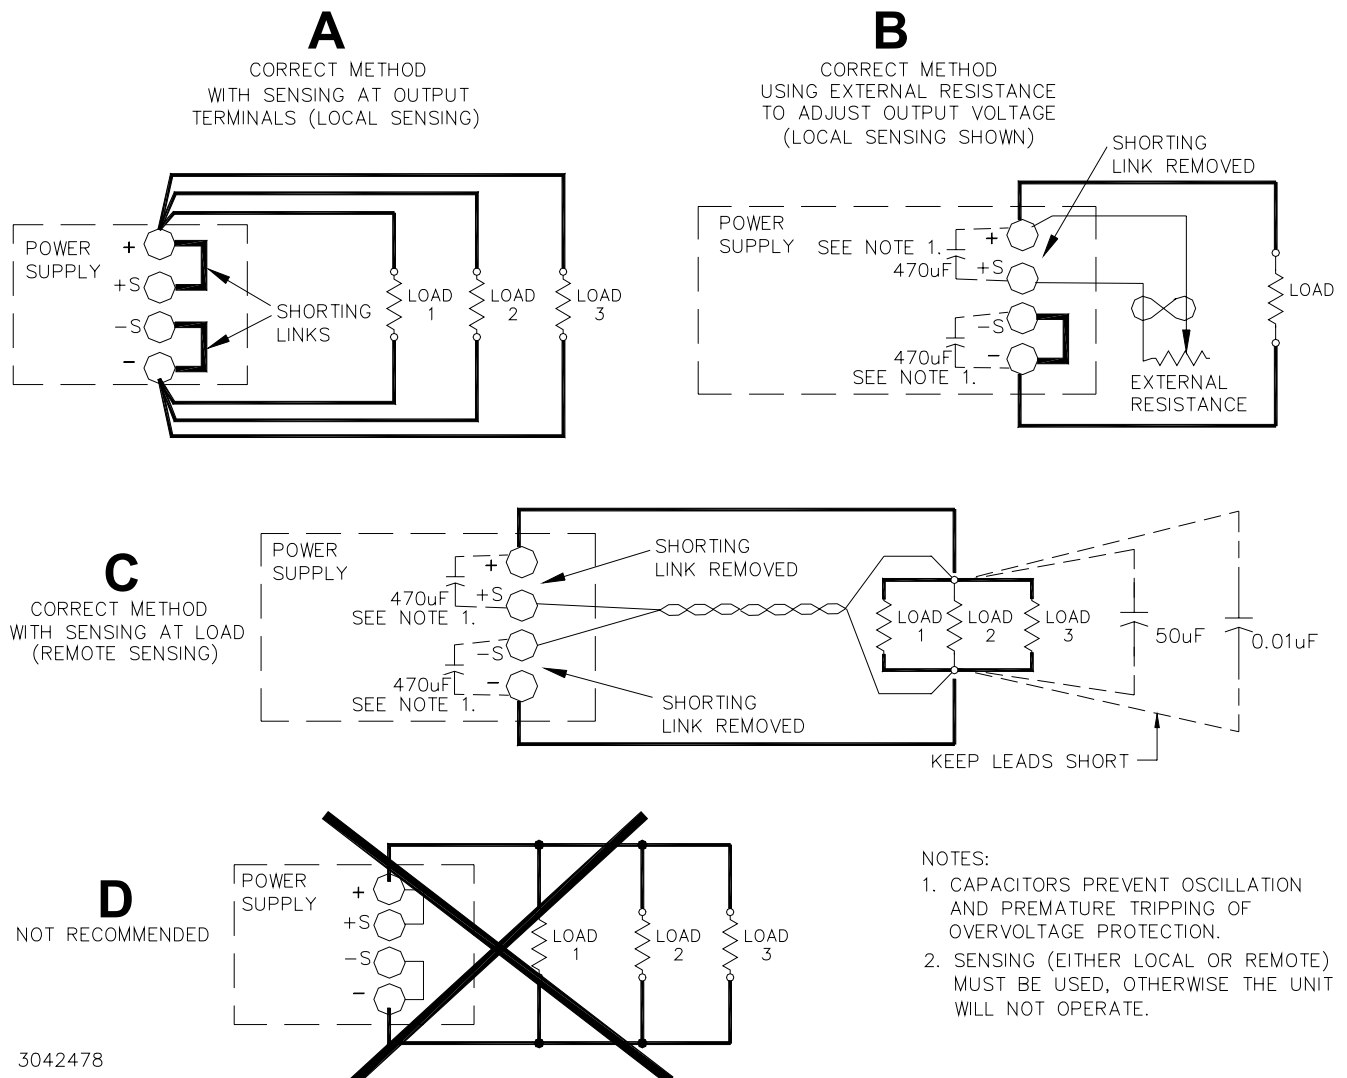 A
CORRECT METHOD
WITH SENSING AT OUTPUT
TERMINALS (LOCAL SENSING)
POWER
SUPPLY
+
+S
-S
-
SHORTING
LINKS
LOAD
1
LOAD
2
LOAD
3
B
CORRECT METHOD
USING EXTERNAL RESISTANCE
TO ADJUST OUTPUT VOLTAGE
(LOCAL SENSING SHOWN)
SHORTING
LINK REMOVED
POWER
SUPPLY
SEE NOTE 1.
470uF
+
+S
-S
-
470uF
SEE NOTE 1.
EXTERNAL
RESISTANCE
LOAD
C
CORRECT METHOD
WITH SENSING AT LOAD
(REMOTE SENSING)
POWER
SUPPLY
+
+S
470uF
SEE NOTE 1.
-S
-
470uF
SEE NOTE 1.
SHORTING
LINK REMOVED
SHORTING
LINK REMOVED
LOAD
1
LOAD
2
LOAD
3
50uF
0.01uF
KEEP LEADS SHORT
D
NOT RECOMMENDED
POWER
SUPPLY
+
+S
-S
-
LOAD
1
LOAD
2
LOAD
3
NOTES:
1. CAPACITORS PREVENT OSCILLATION
AND PREMATURE TRIPPING OF
OVERVOLTAGE PROTECTION.
2. SENSING (EITHER LOCAL OR REMOTE)
MUST BE USED, OTHERWISE THE UNIT
WILL NOT OPERATE.
3042478